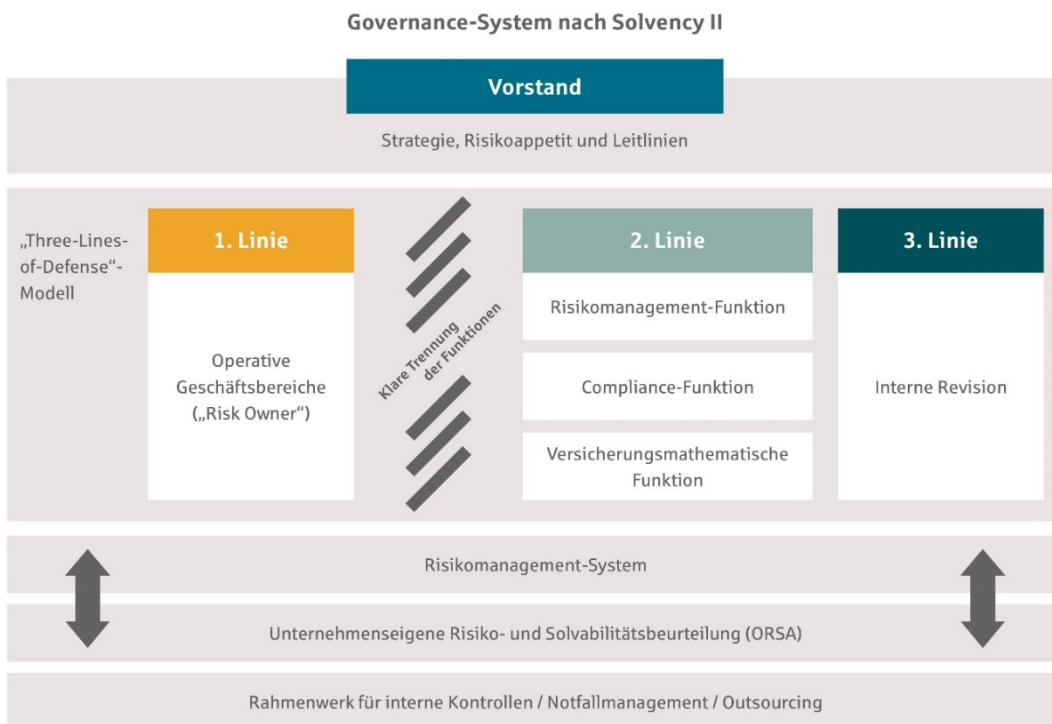 Governance-System nach Solvency II
Vorstand
Strategie, Risikoappetit und Leitlinien
„Three-Lines-
of-Defense“-
Modell
1. Linie
Operative
Geschäftsbereiche
(„Risk Owner“)
Klare Trennung
der Funktionen
2. Linie
Risikomanagement-Funktion
Compliance-Funktion
Versicherungsmathematische
Funktion
3. Linie
Interne Revision
Risikomanagement-System
Unternehmenseigene Risiko- und Solvabilitätsbeurteilung (ORSA)
Rahmenwerk für interne Kontrollen / Notfallmanagement / Outsourcing